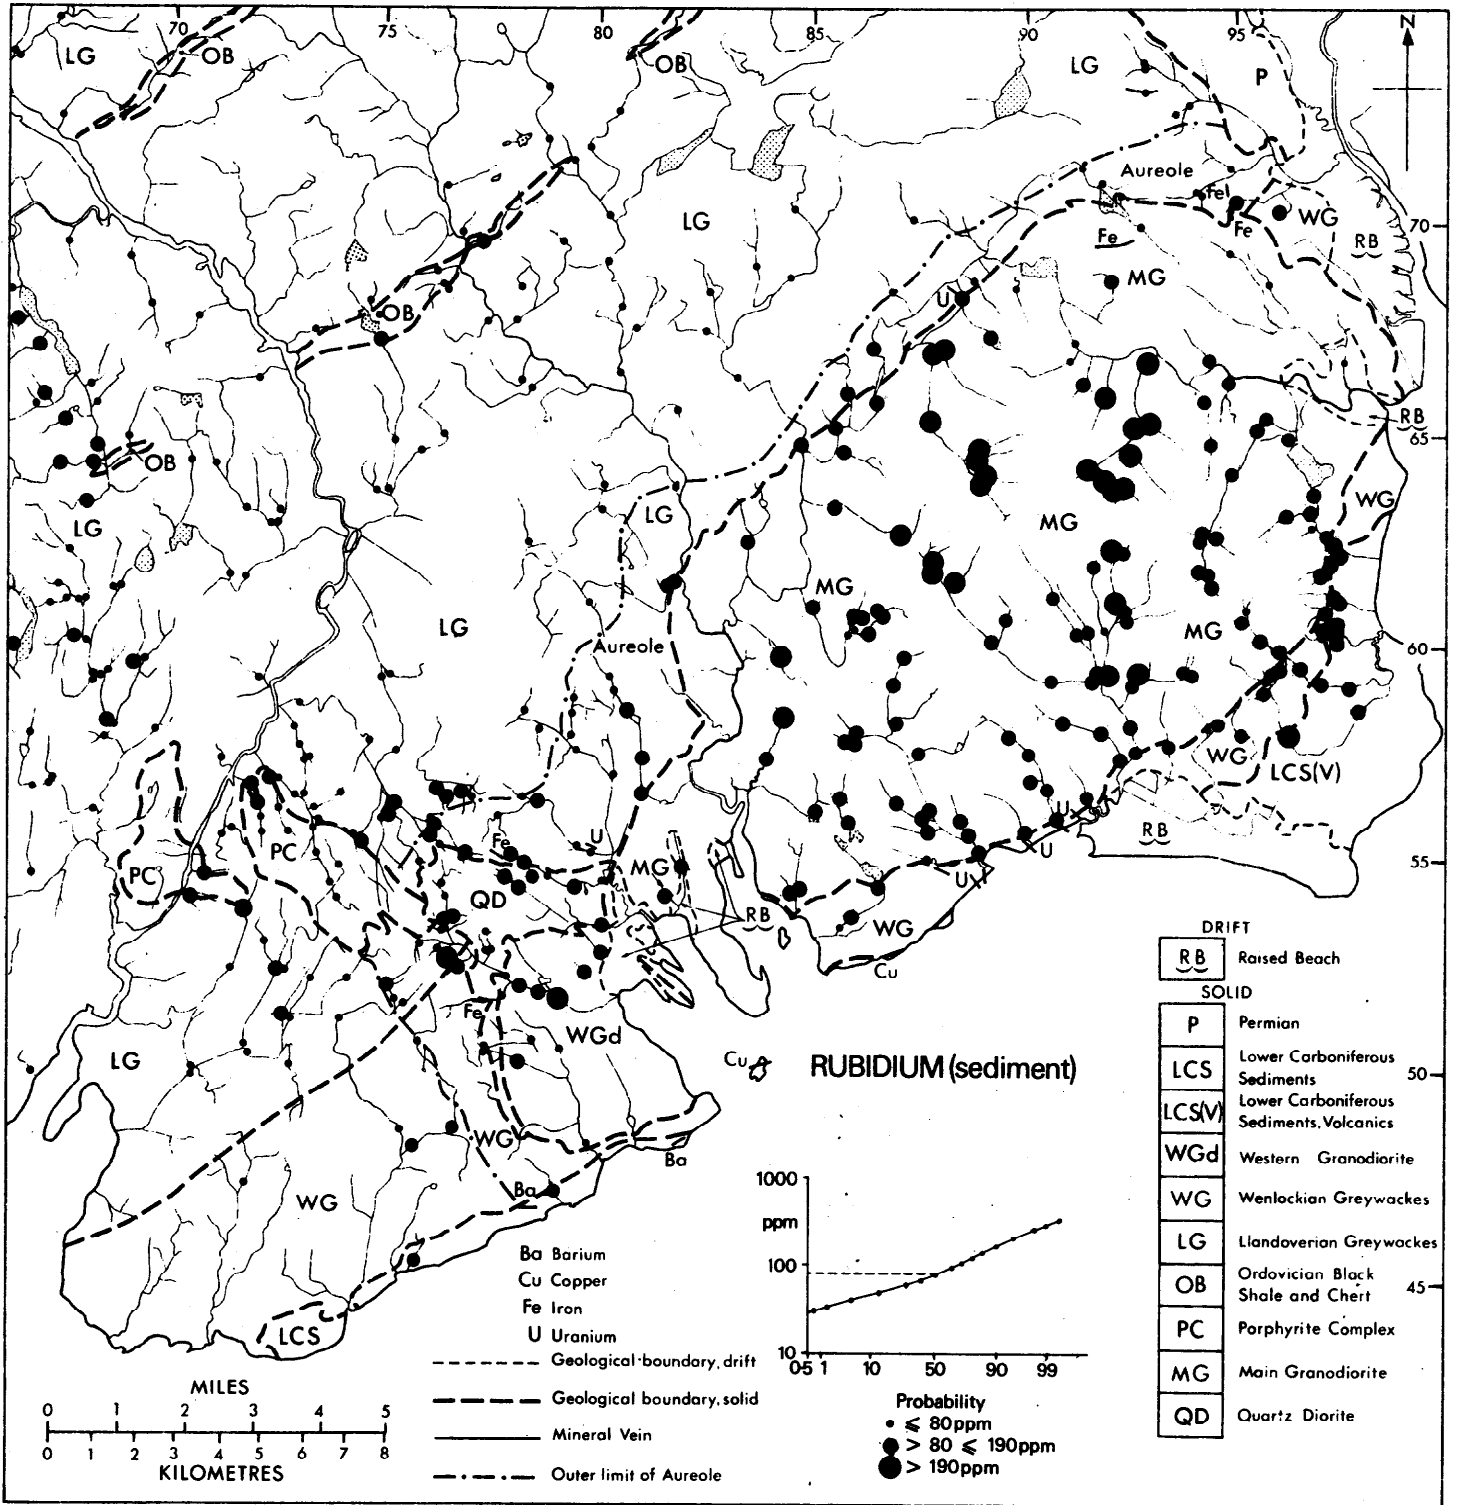 70 75 80 85 90 95 N
LG OB OB LG P
Aureole
LG Fe WG
RB 70
Fe Fe
MG
U
OB
RB
65
OB
LG WG
LG MG
MG
LG MG
Aureole 60
WG
LCS(V)
U
U
RB
Fe
PC U
55
PC MG
QD U
RB
WG
Cu
Fe
WGd
LG
Cu RUBIDIUM (sediment)
50
WG
Ba
Ba
WG
LCS
45
DRIFT
RB Raised Beach
SOLID
P Permian
LCS Lower Carboniferous
Sediments
LCS(V) Lower Carboniferous
Sediments, Volcanics
WGd Western Granodiorite
WG Wenlockian Greywackes
LG Llandoverian Greywackes
OB Ordovician Black
Shale and Chert
PC Porphyrite Complex
MG Main Granodiorite
QD Quartz Diorite
Ba Barium
Cu Copper
Fe Iron
U Uranium
Geological boundary, drift
Geological boundary, solid
Mineral Vein
Outer limit of Aureole
1000
ppm
100
10
0·5 1 10 50 90 99
Probability
⩽ 80ppm
> 80 ⩽ 190ppm
> 190ppm
MILES
0 1 2 3 4 5
0 1 2 3 4 5 6 7 8
KILOMETRES